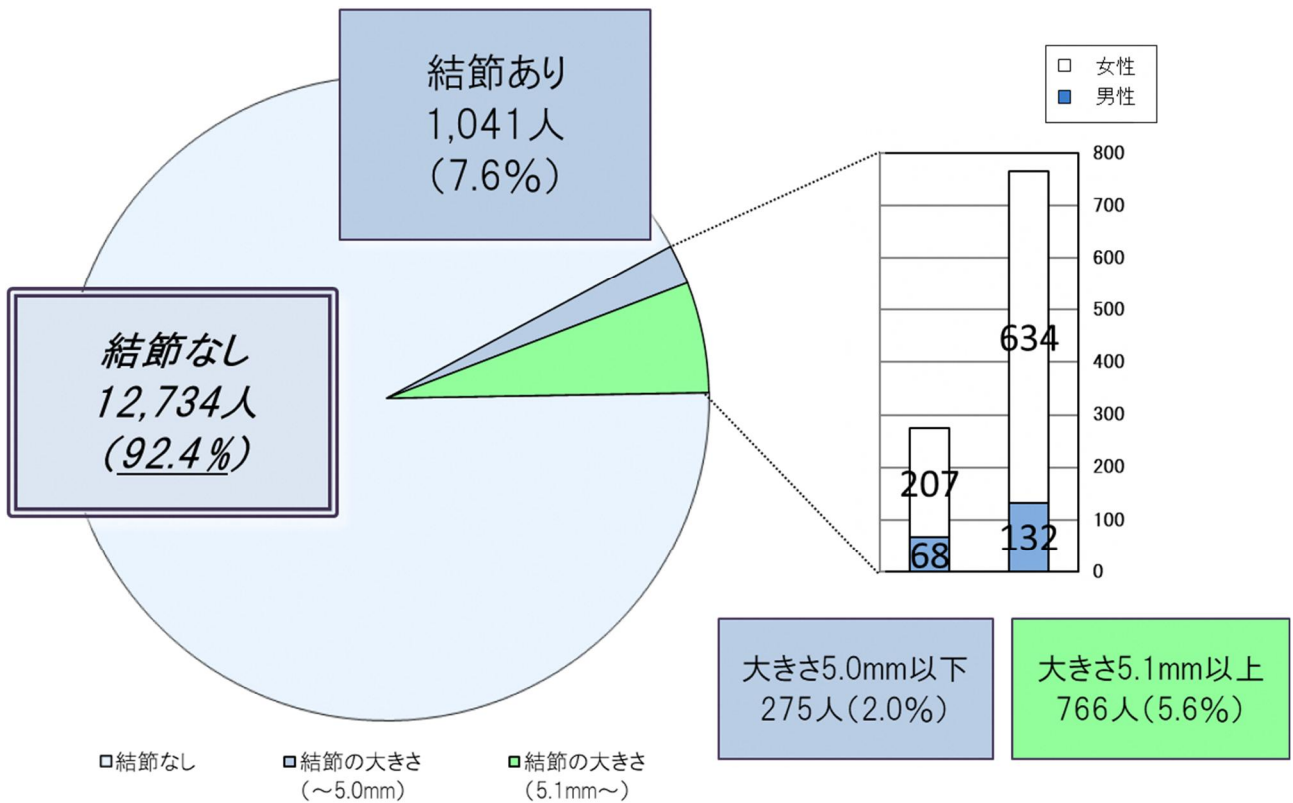 結節あり
1,041人
(7.6%)
結節なし
12,734人
(92.4%)
女性
男性
800
700
600
500
400
300
200
100
0
634
207
132
68
大きさ5.0mm以下
275人(2.0%)
大きさ5.1mm以上
766人(5.6%)
結節なし
結節の大きさ
(～5.0mm)
結節の大きさ
(5.1mm～)